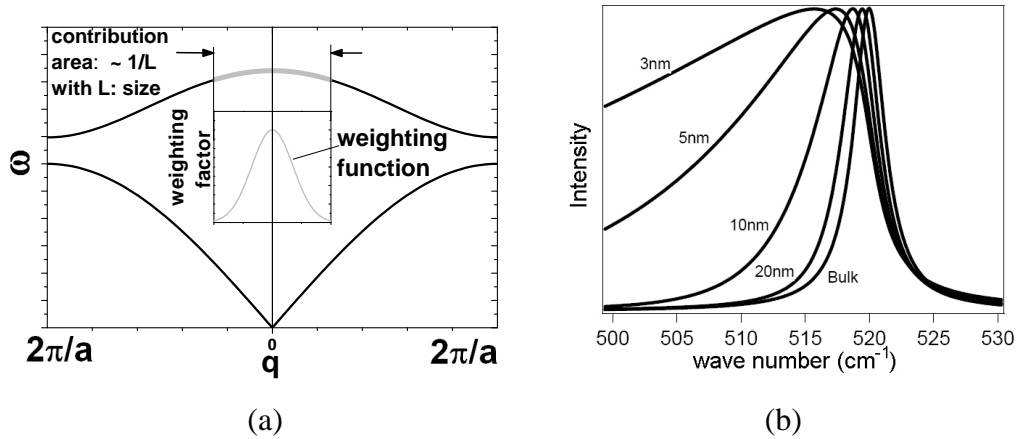 contribution
area: ~ 1/L
with L: size
weighting
factor
weighting
function
ω
2π/a
0
q
2π/a
(a)
3nm
5nm
10nm
20nm
Bulk
Intensity
500 505 510 515 520 525 530
wave number (cm⁻¹)
(b)